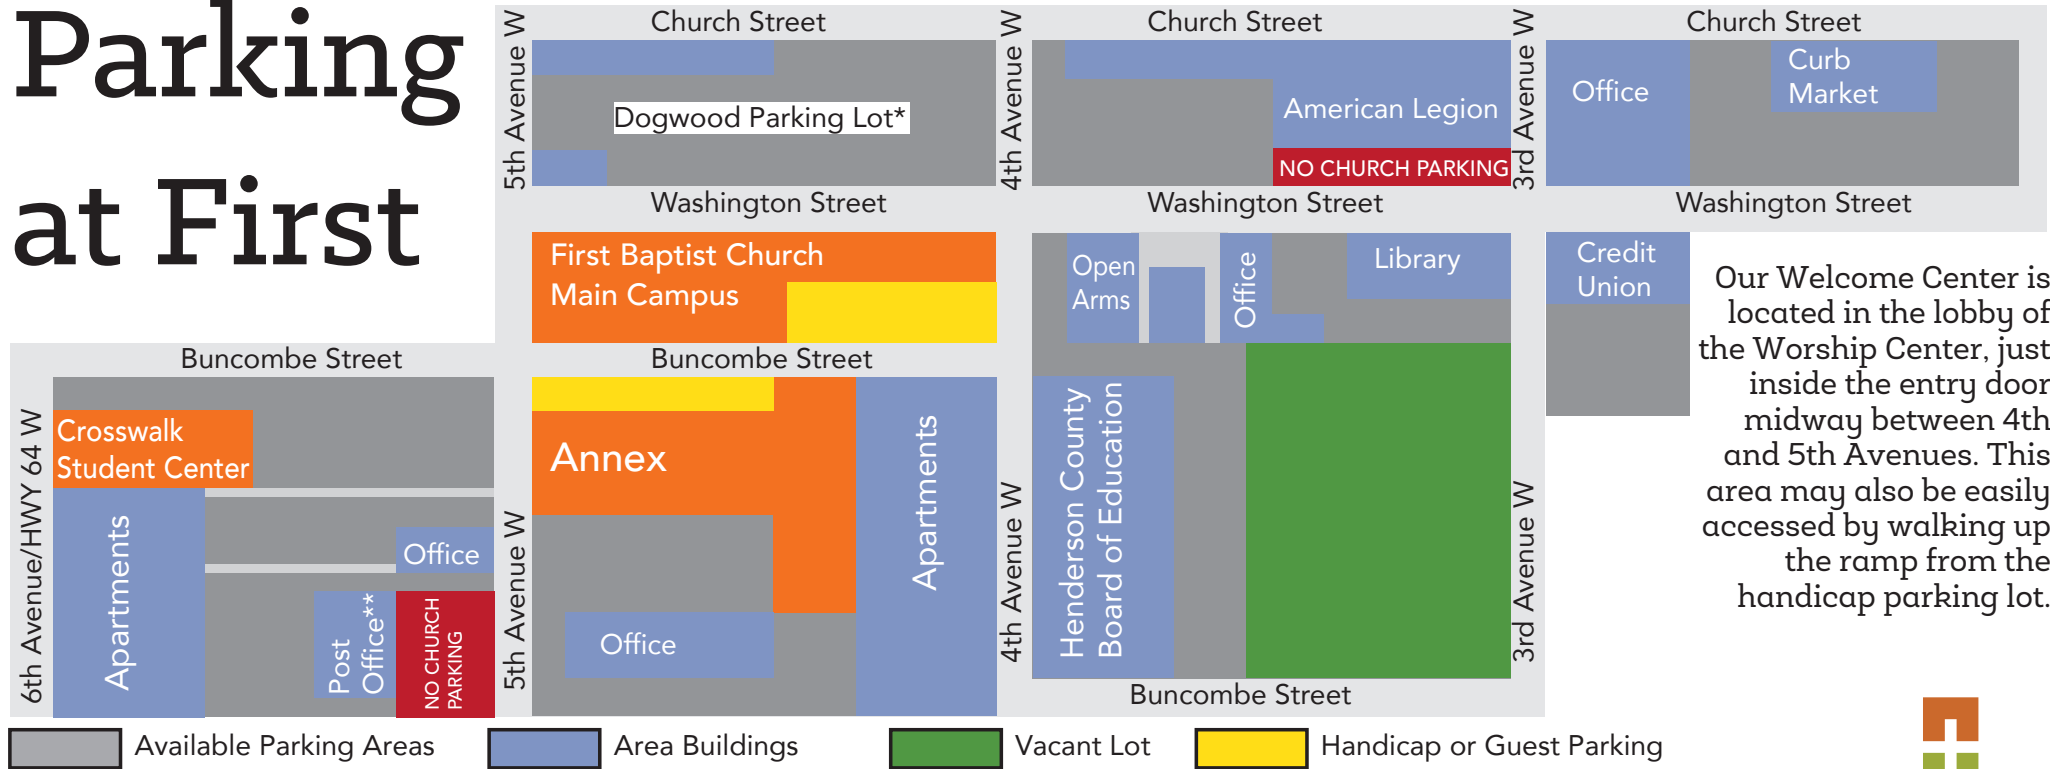 Parking
at First
Church Street
Church Street
Church Street
5th Avenue W
4th Avenue W
3rd Avenue W
Dogwood Parking Lot*
American Legion
NO CHURCH PARKING
Office
Curb
Market
Washington Street
Washington Street
Washington Street
First Baptist Church
Main Campus
Open
Arms
Office
Library
Credit
Union
Our Welcome Center is
located in the lobby of
the Worship Center, just
inside the entry door
midway between 4th
and 5th Avenues. This
area may also be easily
accessed by walking up
the ramp from the
handicap parking lot.
Buncombe Street
Buncombe Street
6th Avenue/HWY 64 W
Crosswalk
Student Center
Apartments
Office
Post
Office**
NO CHURCH
PARKING
5th Avenue W
Annex
Office
Apartments
4th Avenue W
Henderson County
Board of Education
3rd Avenue W
Buncombe Street
Available Parking Areas
Area Buildings
Vacant Lot
Handicap or Guest Parking